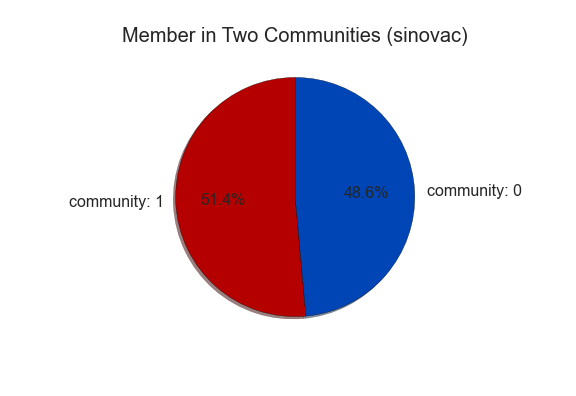 Member in Two Communities (sinovac)
community: 1
51.4%
48.6%
community: 0